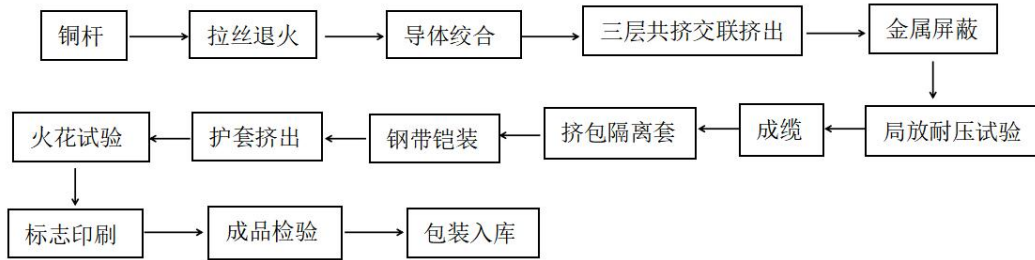 铜杆
拉丝退火
导体绞合
三层共挤交联挤出
金属屏蔽
局放耐压试验
成缆
挤包隔离套
钢带铠装
护套挤出
火花试验
标志印刷
成品检验
包装入库